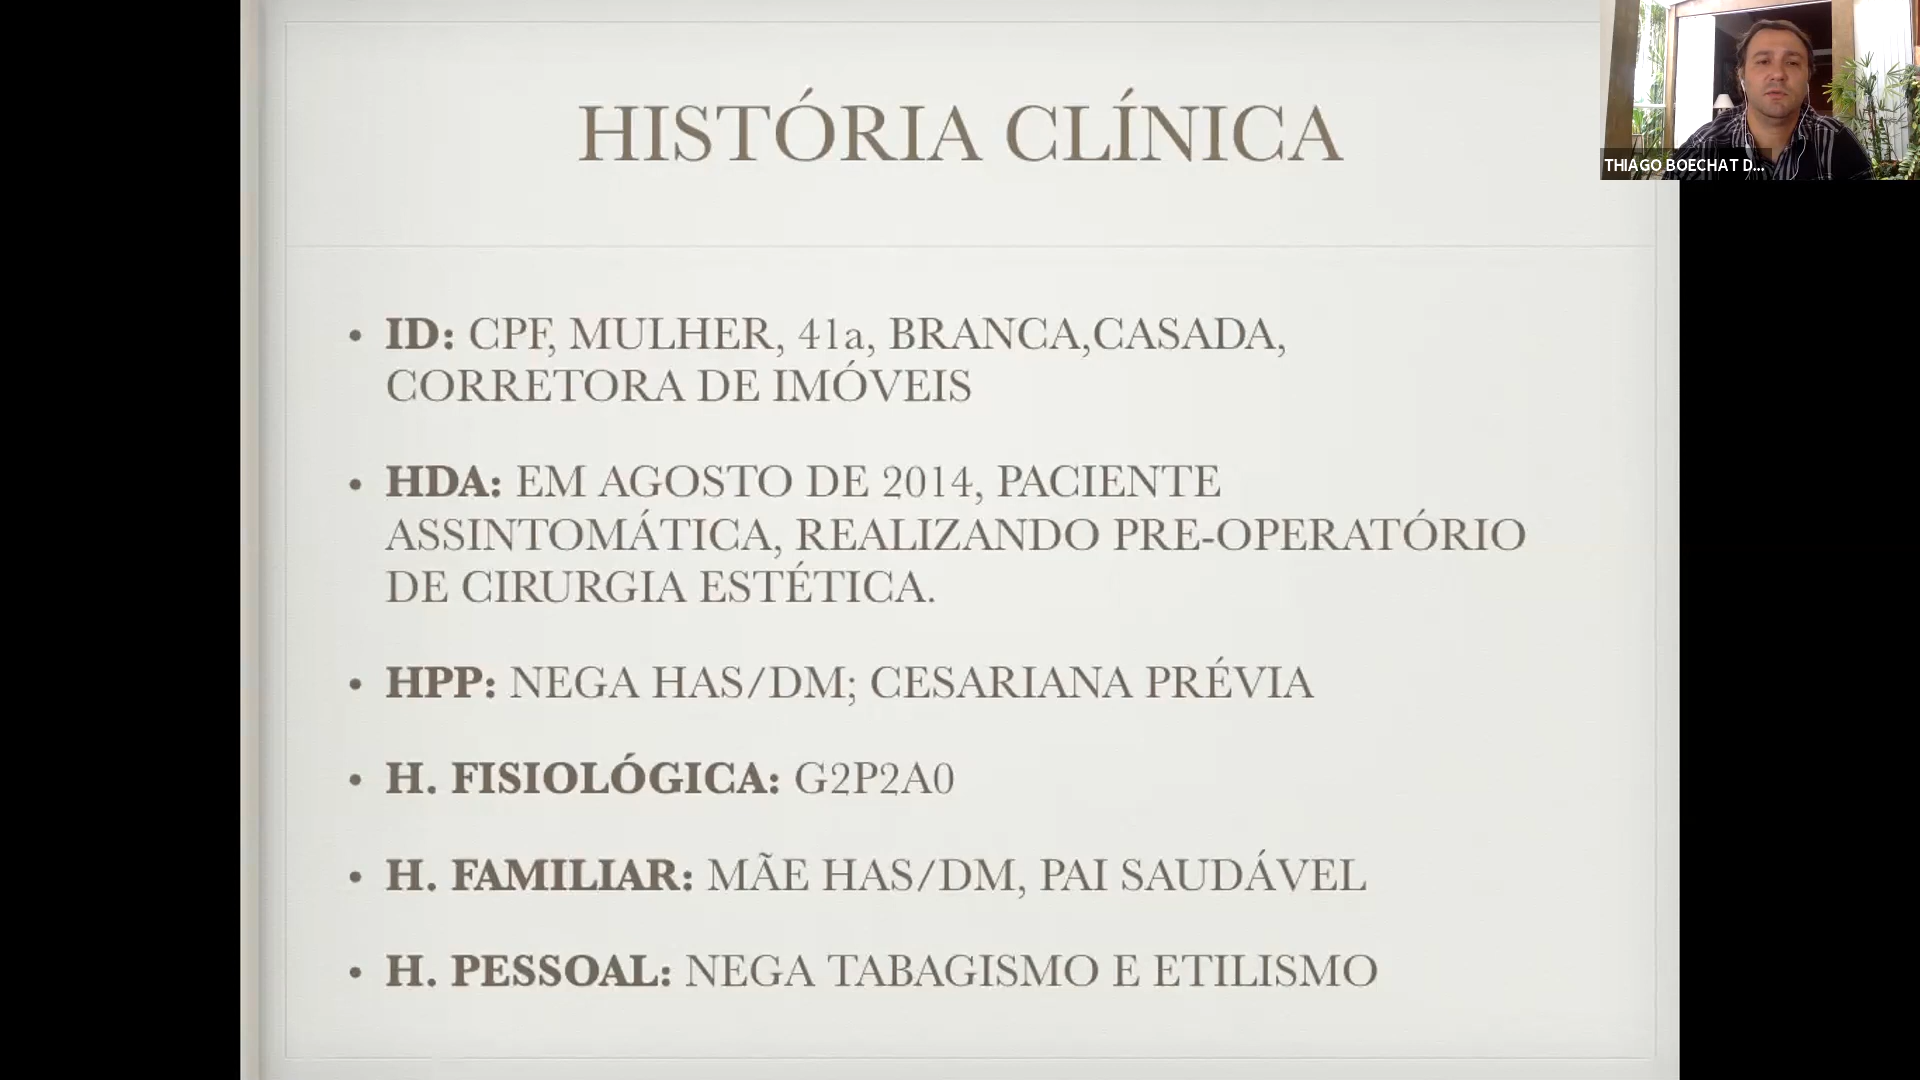 HISTÓRIA CLÍNICA
THIAGO BOECHAT D...
• ID: CPF, MULHER, 41a, BRANCA,CASADA,
CORRETORA DE IMÓVEIS
• HDA: EM AGOSTO DE 2014, PACIENTE
ASSINTOMÁTICA, REALIZANDO PRE-OPERATÓRIO
DE CIRURGIA ESTÉTICA.
• HPP: NEGA HAS/DM; CESARIANA PRÉVIA
• H. FISIOLÓGICA: G2P2A0
• H. FAMILIAR: MÃE HAS/DM, PAI SAUDÁVEL
• H. PESSOAL: NEGA TABAGISMO E ETILISMO